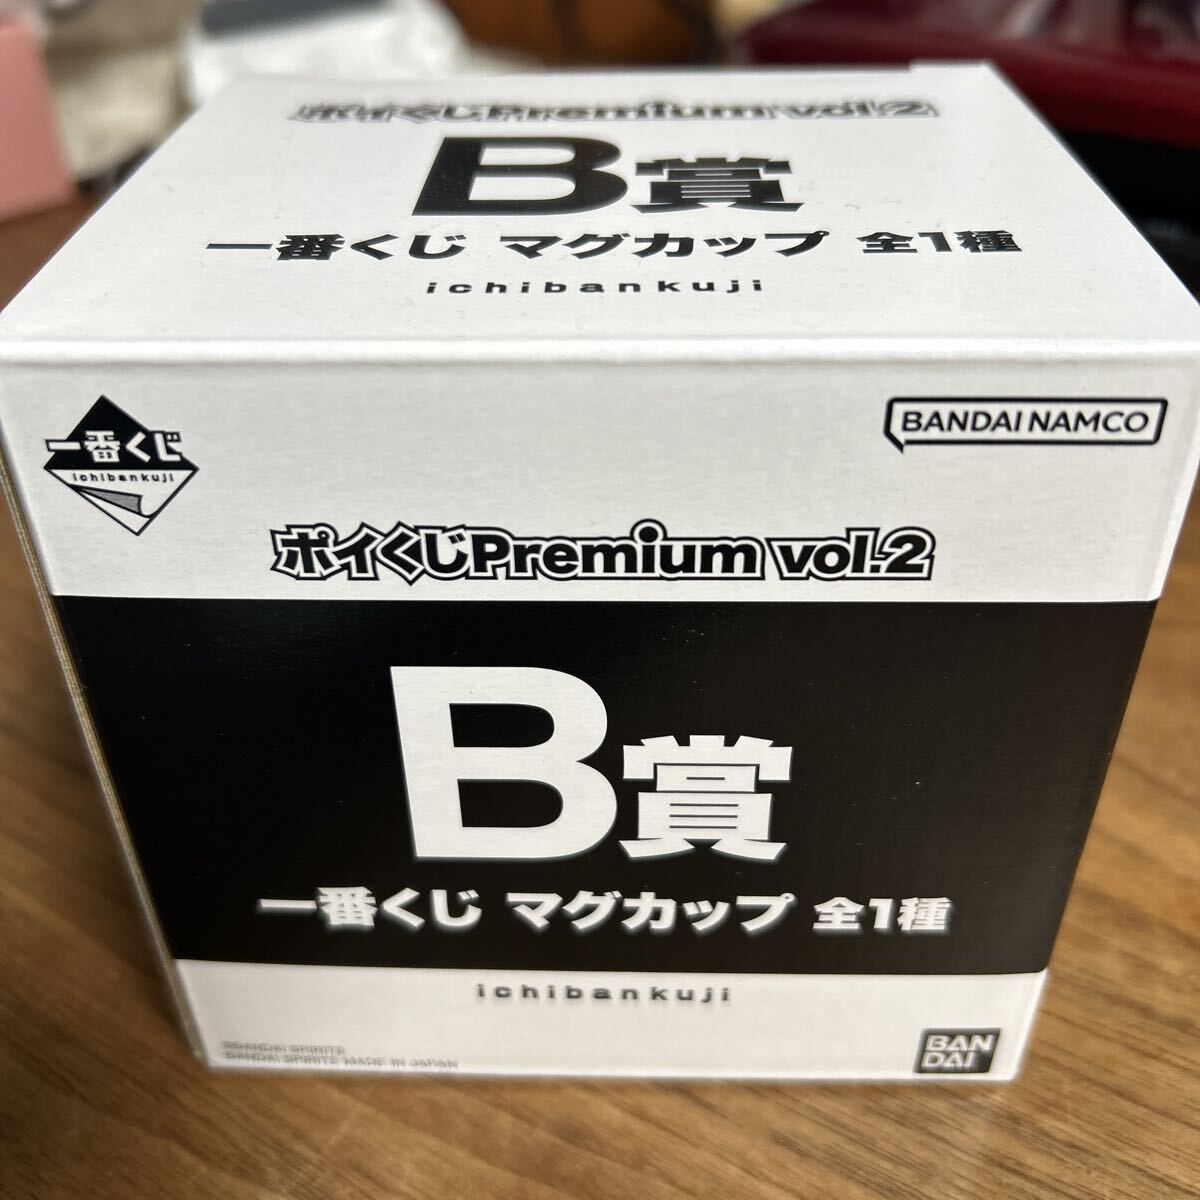 ポイくじPremium vol.2
B賞
一番くじ マグカップ 全1種
ichibankuji
一番くじ
ichibankuji
BANDAI NAMCO
ポイくじPremium vol.2
B賞
一番くじ マグカップ 全1種
ichibankuji
©BANDAI SPIRITS
BANDAI SPIRITS MADE IN JAPAN
BAN
DAI